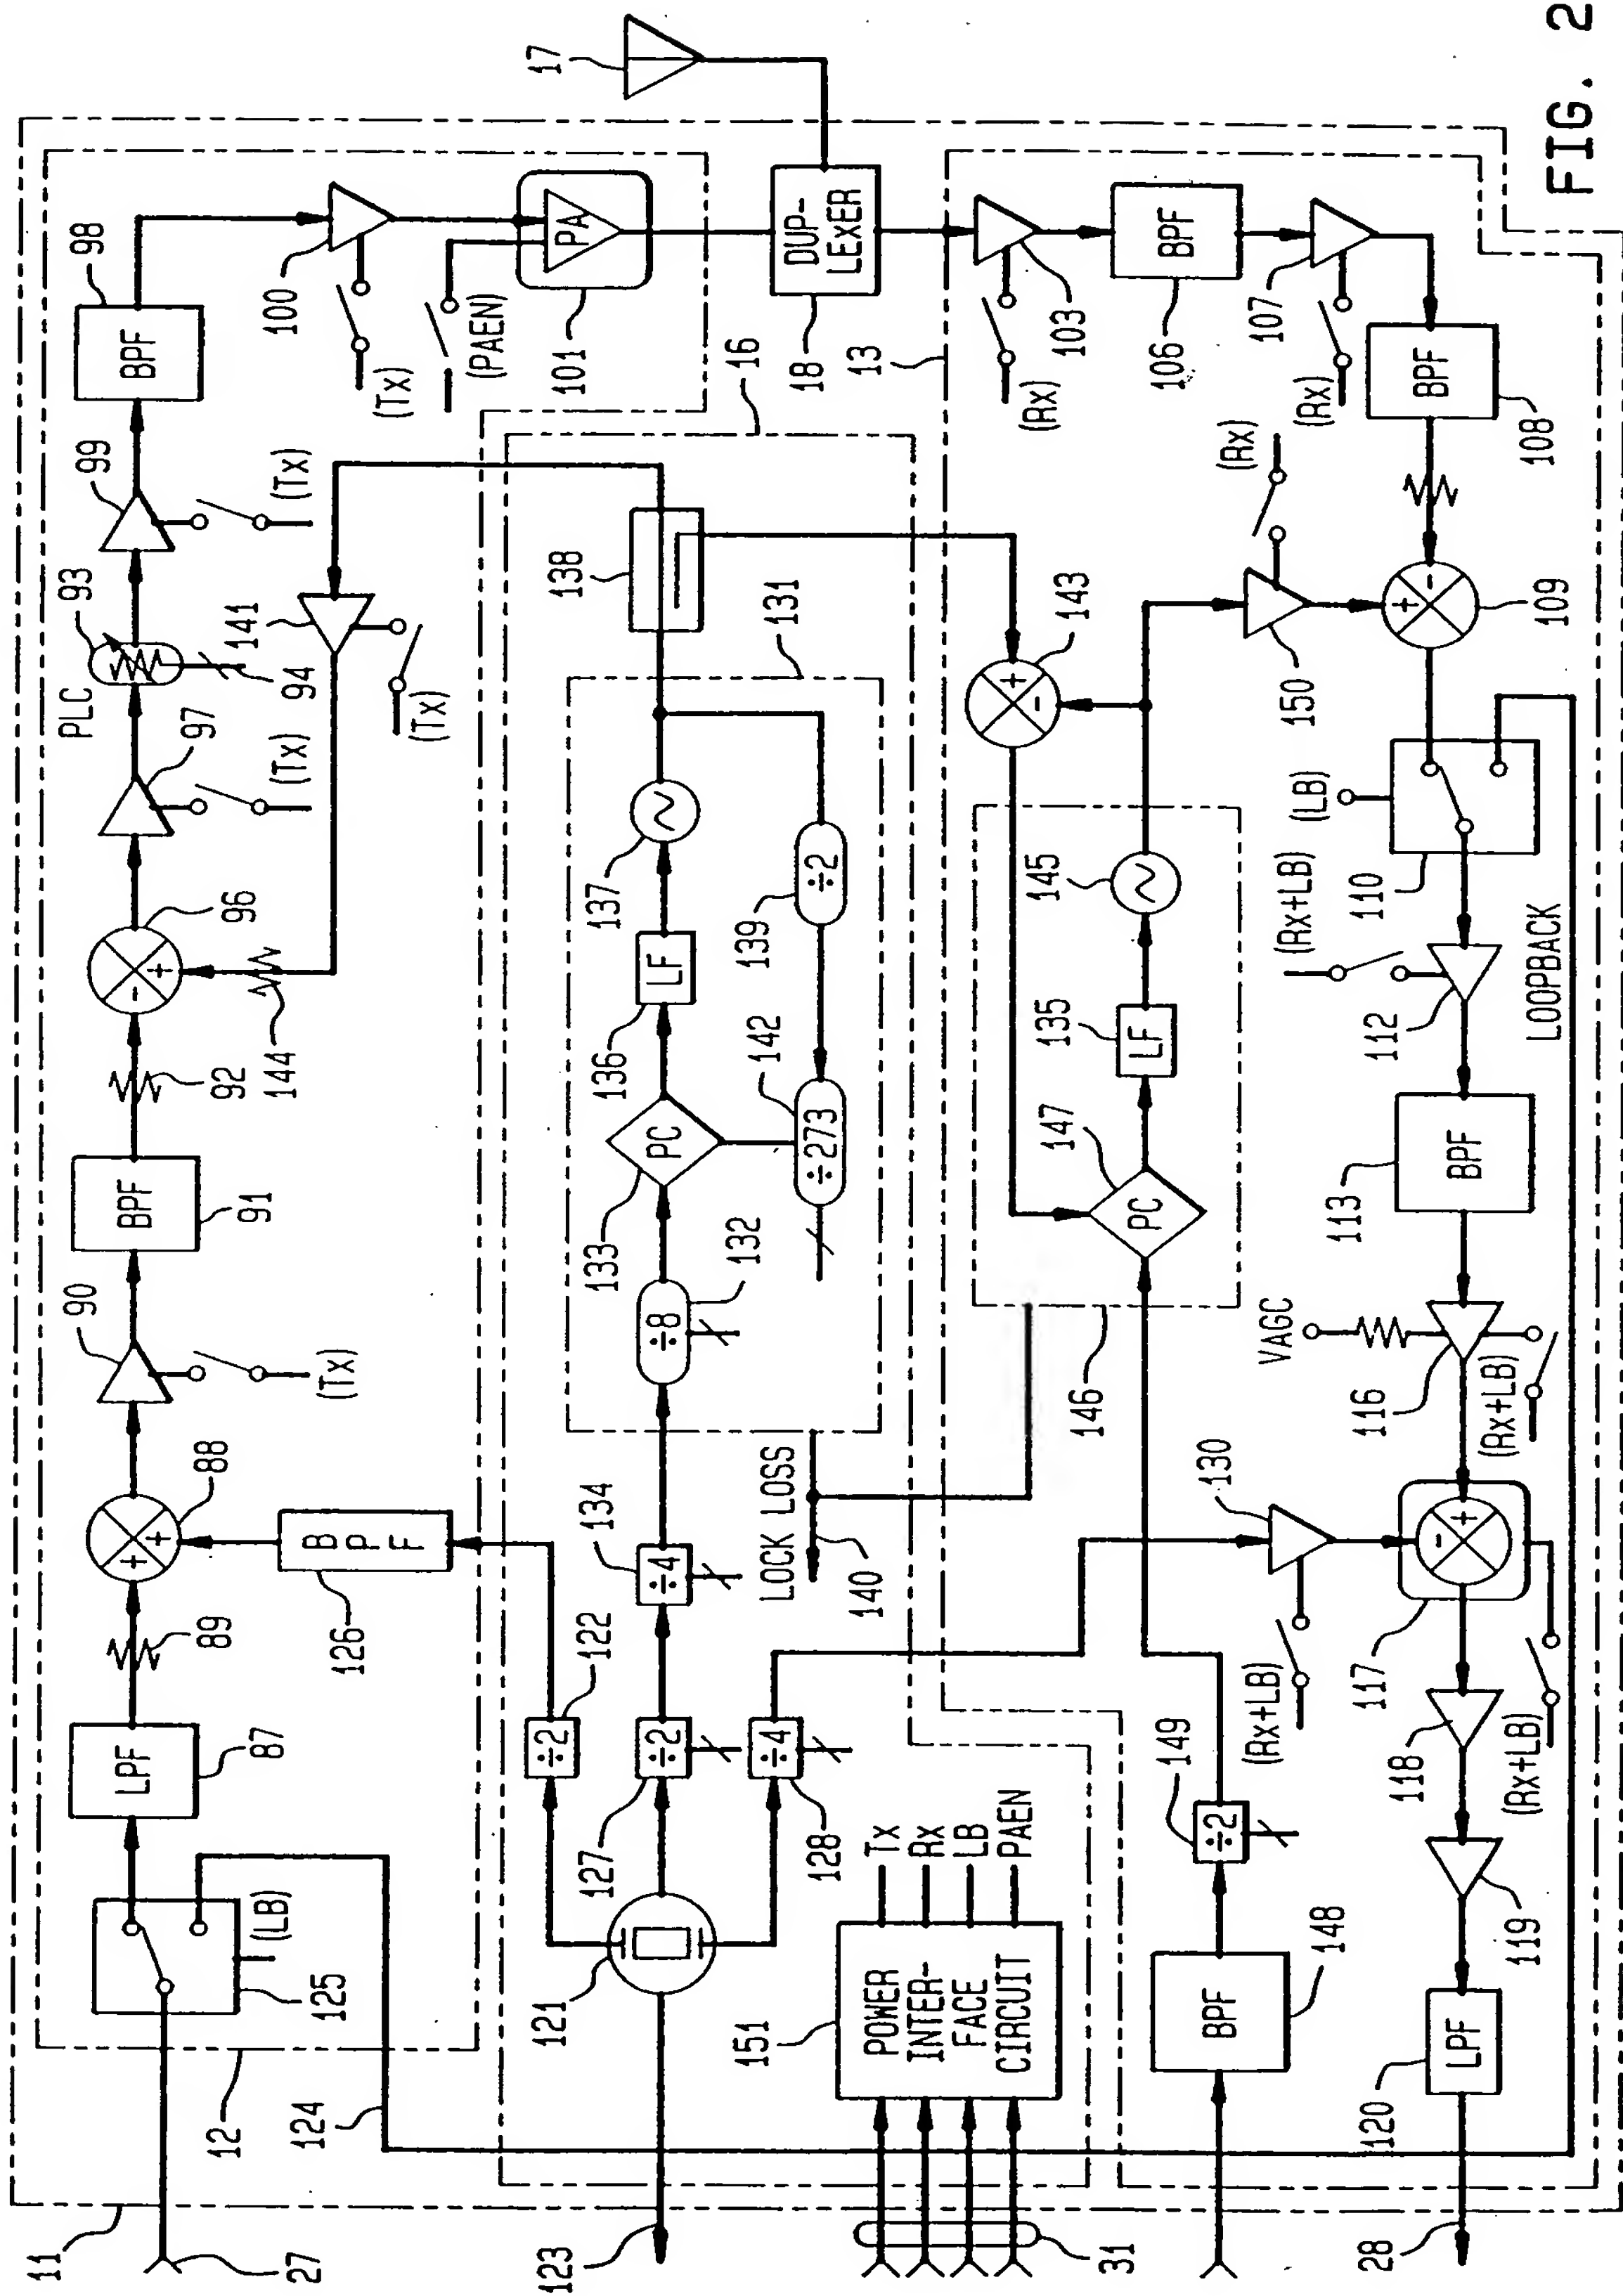 11
27
12
124
125
(LB)
LPF
87
89
88
126
B
P
F
90
(Tx)
BPF
91
92
144
96
97
(Tx)
PLC
93
94
141
(Tx)
99
(Tx)
BPF
98
100
(Tx)
(PAEN)
101
PA
17
DUP-
LEXER
18
16
13
123
121
÷2
122
÷2
127
÷4
128
÷4
134
LOCK LOSS
140
÷8
132
PC
133
LF
136
137
÷273
142
÷2
139
131
138
151
POWER
INTER-
FACE
CIRCUIT
Tx
Rx
LB
PAEN
31
BPF
148
÷2
149
146
PC
147
LF
135
145
143
150
(Rx)
103
(Rx)
BPF
106
107
(Rx)
BPF
108
109
110
(LB)
LOOPBACK
112
(Rx+LB)
BPF
113
VAGC
116
(Rx+LB)
130
(Rx+LB)
117
(Rx+LB)
118
119
LPF
120
28
FIG. 2